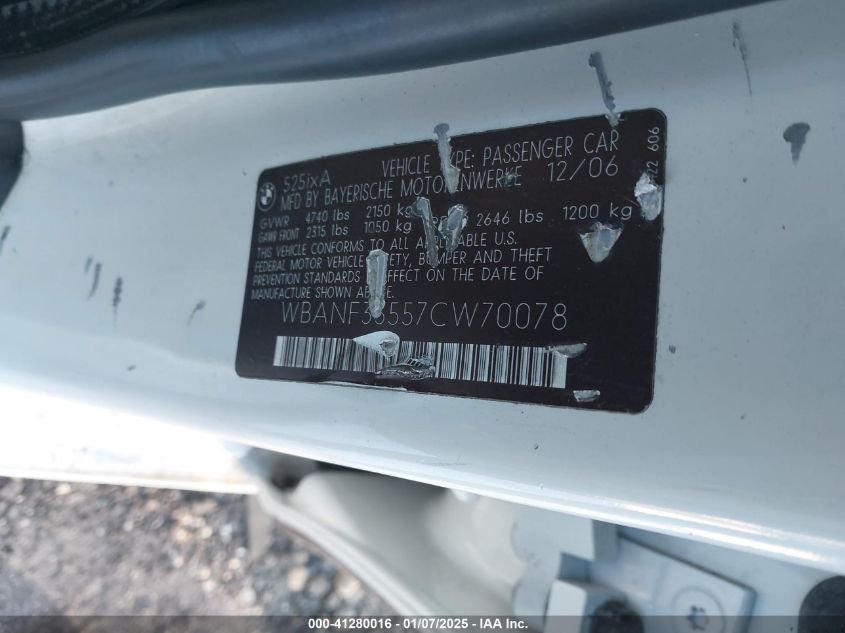 525ixA VEHICLE TYPE: PASSENGER CAR
MFD BY BAYERISCHE MOTORENWERKE 12/06
GVWR 4740 lbs 2150 kg
GAWR FRONT 2315 lbs 1050 kg 2646 lbs 1200 kg
THIS VEHICLE CONFORMS TO ALL APPLICABLE U.S.
FEDERAL MOTOR VEHICLE SAFETY, BUMPER AND THEFT
PREVENTION STANDARDS IN EFFECT ON THE DATE OF
MANUFACTURE SHOWN ABOVE.
WBANF33557CW70078
22 606
000-41280016 - 01/07/2025 - IAA Inc.